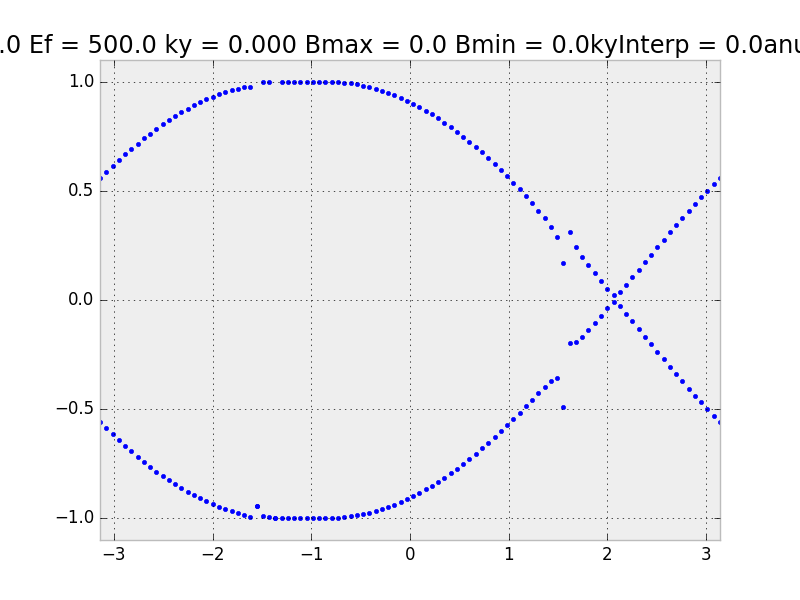 .0 Ef = 500.0 ky = 0.000 Bmax = 0.0 Bmin = 0.0kyInterp = 0.0anu
1.0
0.5
0.0
−0.5
−1.0
−3 −2 −1 0 1 2 3